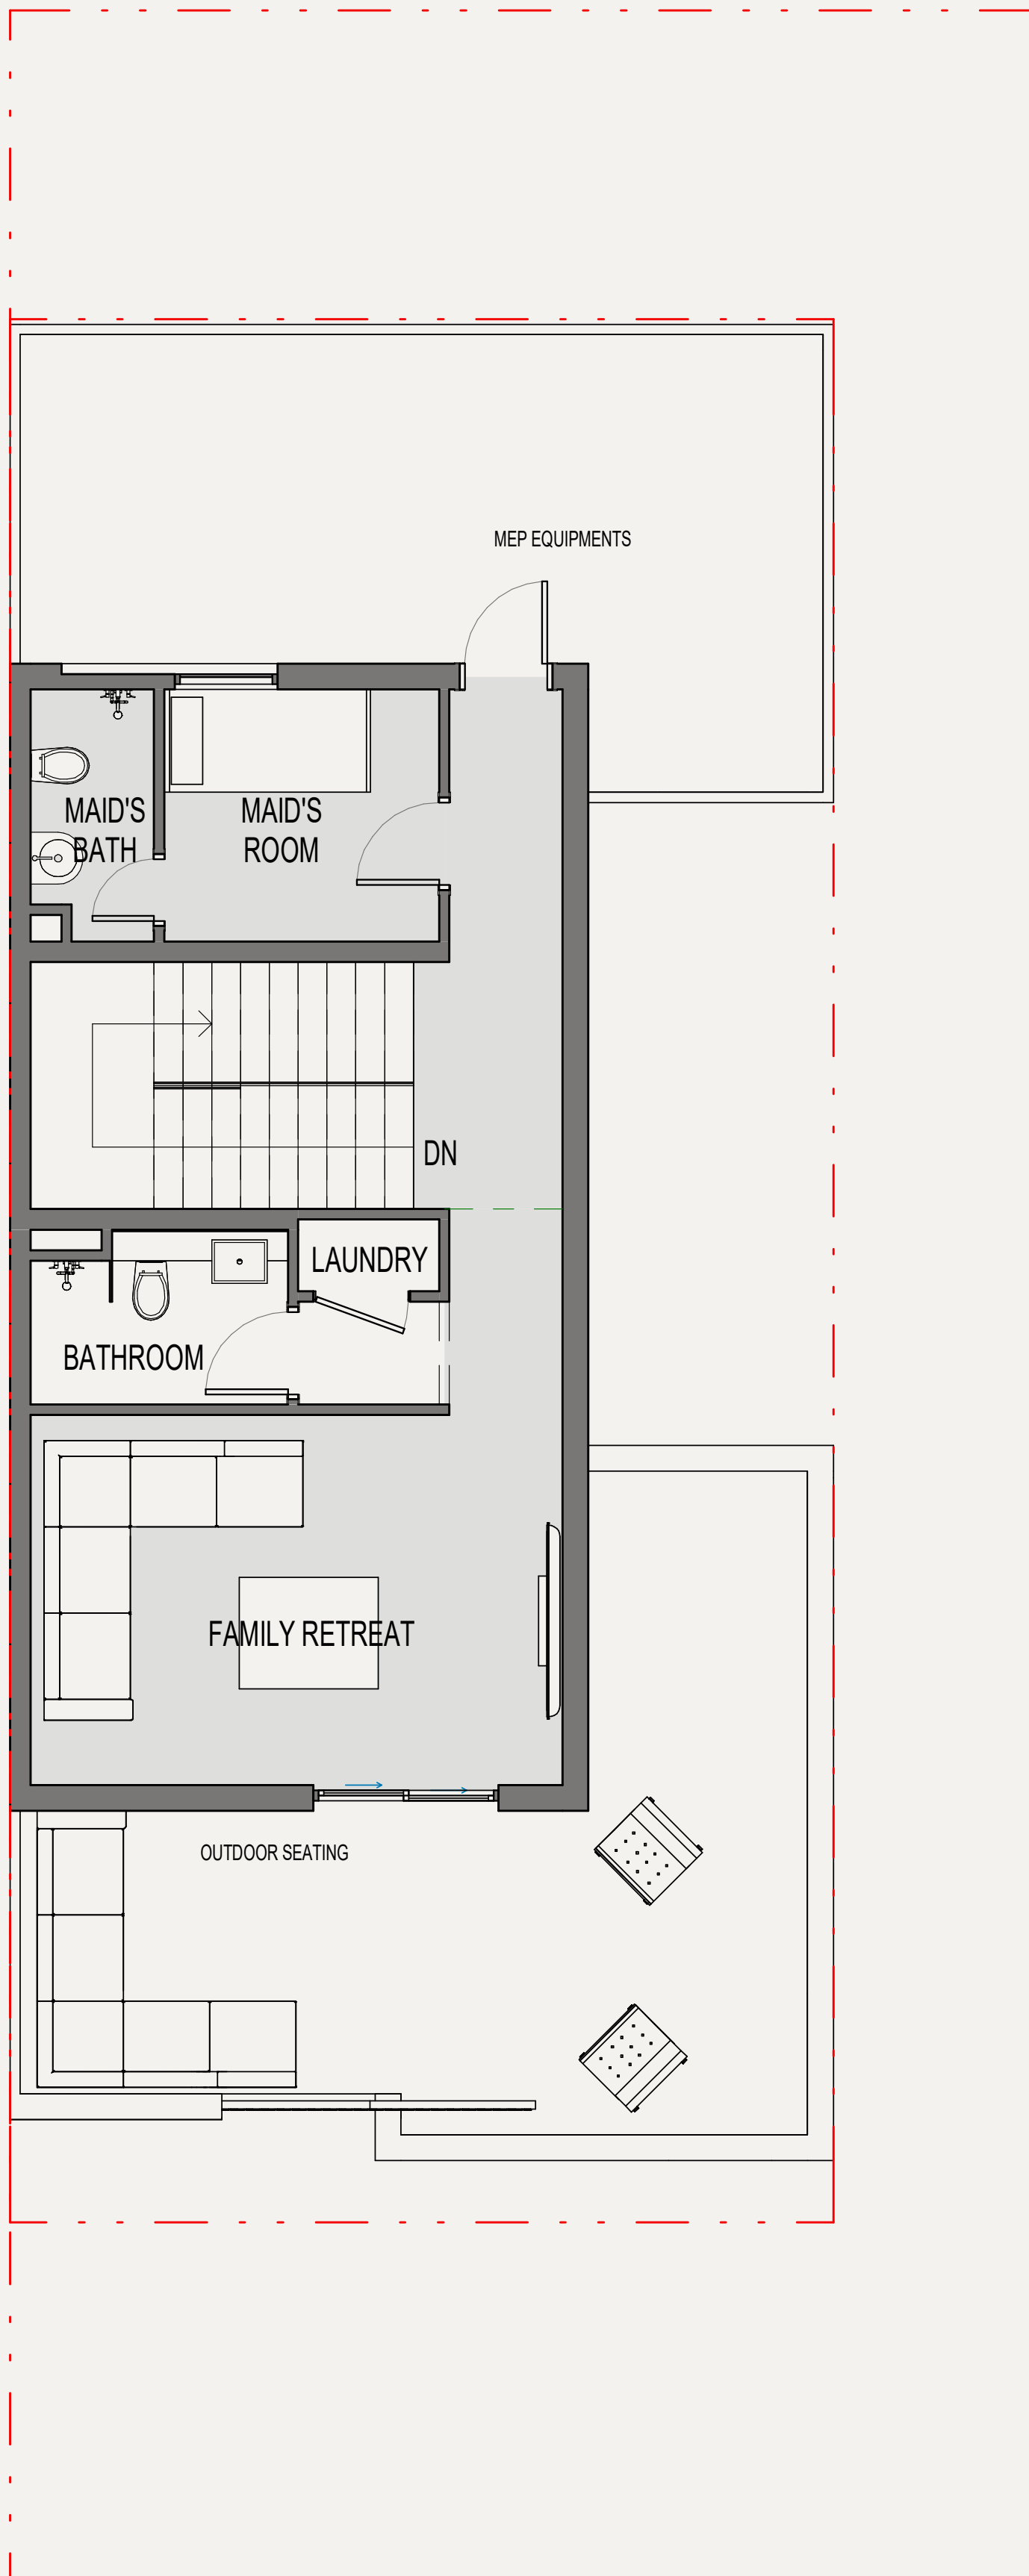 MEP EQUIPMENTS
MAID'S
BATH
MAID'S
ROOM
DN
LAUNDRY
BATHROOM
FAMILY RETREAT
OUTDOOR SEATING